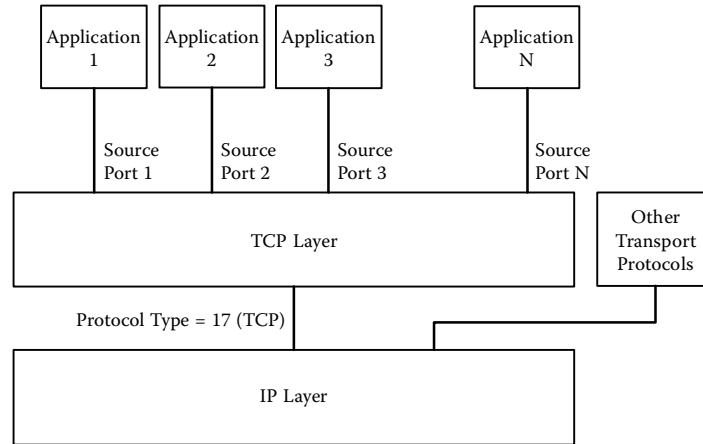 Application
1
Application
2
Application
3
Application
N
Source
Port 1
Source
Port 2
Source
Port 3
Source
Port N
TCP Layer
Other
Transport
Protocols
Protocol Type = 17 (TCP)
IP Layer